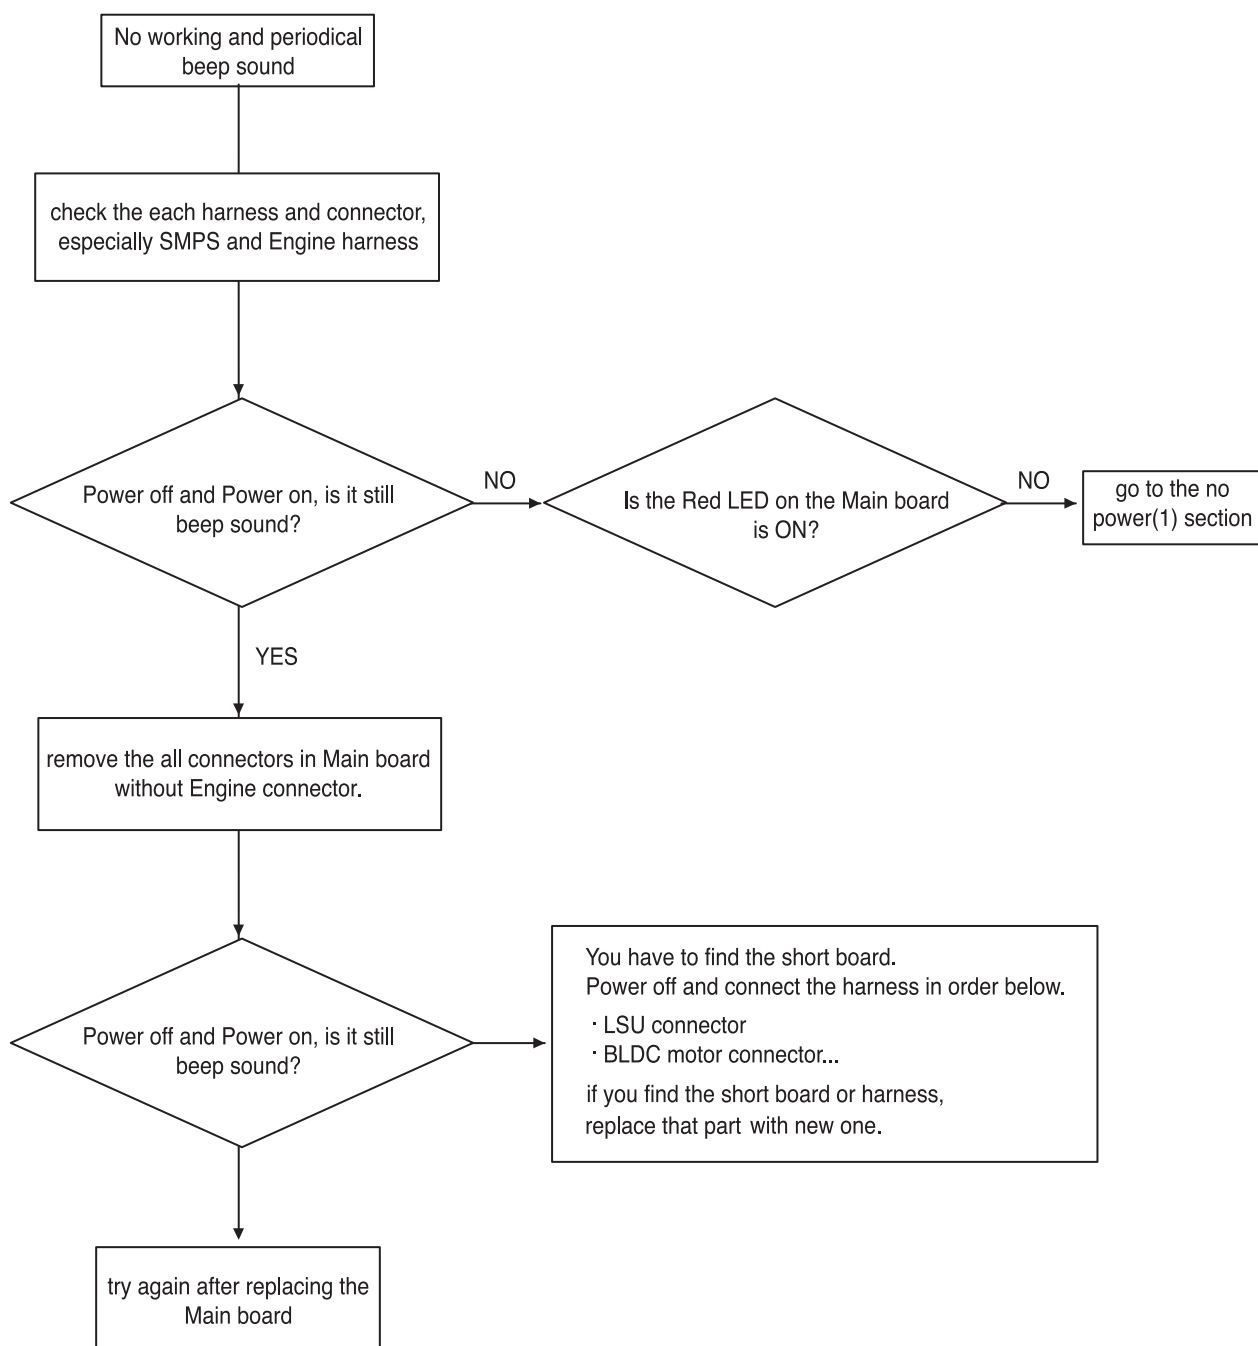 No working and periodical
beep sound
check the each harness and connector,
especially SMPS and Engine harness
Power off and Power on, is it still
beep sound?
NO
Is the Red LED on the Main board
is ON?
NO
go to the no
power(1) section
YES
remove the all connectors in Main board
without Engine connector.
Power off and Power on, is it still
beep sound?
You have to find the short board.
Power off and connect the harness in order below.
· LSU connector
· BLDC motor connector...
if you find the short board or harness,
replace that part with new one.
try again after replacing the
Main board